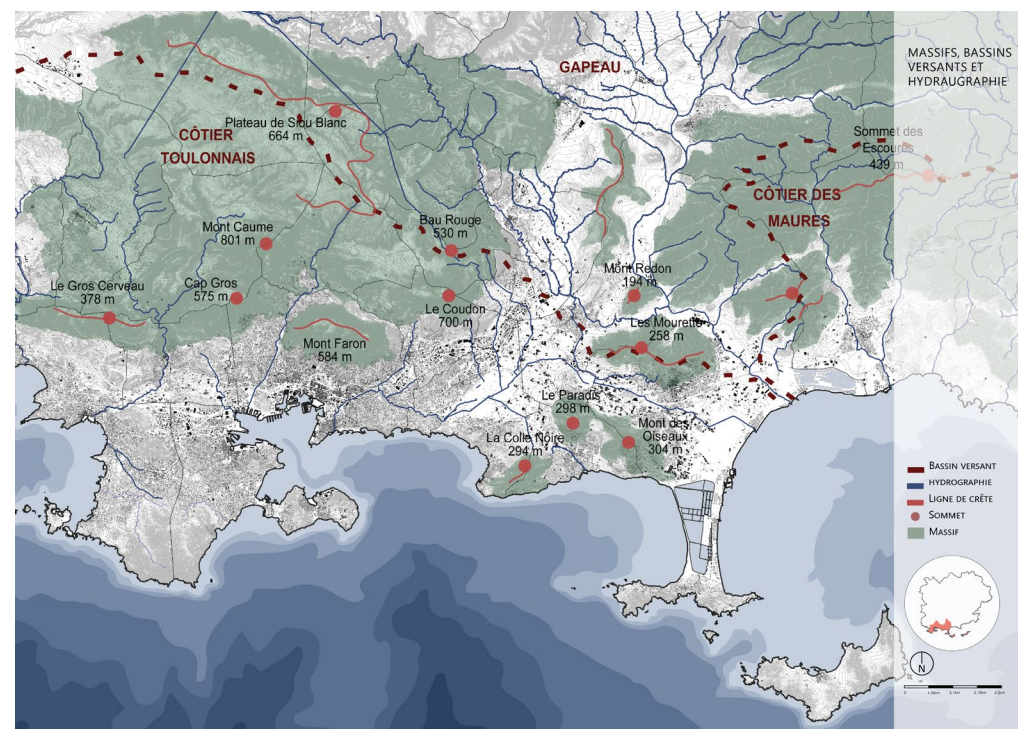 MASSIFS, BASSINS
VERSANTS ET
HYDRAUGRAPHIE
GAPEAU
Plateau de Siou Blanc
664 m
CÔTIER
TOULONNAIS
Sommet des
Escourés
439 m
CÔTIER DES
MAURES
Mont Caume
801 m
Bau Rouge
530 m
Le Gros Cerveau
378 m
Cap Gros
575 m
Mont Redon
194 m
Le Coudon
700 m
Les Mourette
258 m
Mont Faron
584 m
Le Paradis
298 m
Mont des
Oiseaux
304 m
La Colle Noire
294 m
BASSIN VERSANT
HYDROGRAPHIE
LIGNE DE CRÊTE
SOMMET
MASSIF
N
0